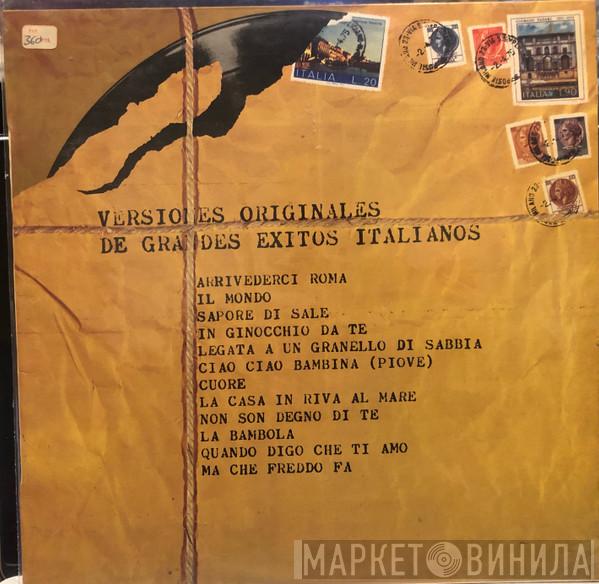 360
ITALIA L. 20
ITALIA L.90
VERSIONES ORIGINALES
DE GRANDES EXITOS ITALIANOS
ARRIVEDERCI ROMA
IL MONDO
SAPORE DI SALE
IN GINOCCHIO DA TE
LEGATA A UN GRANELLO DI SABBIA
CIAO CIAO BAMBINA (PIOVE)
CUORE
LA CASA IN RIVA AL MARE
NON SON DEGNO DI TE
LA BAMBOLA
QUANDO DIGO CHE TI AMO
MA CHE FREDDO FA
МАРКЕТ ВИНИЛА